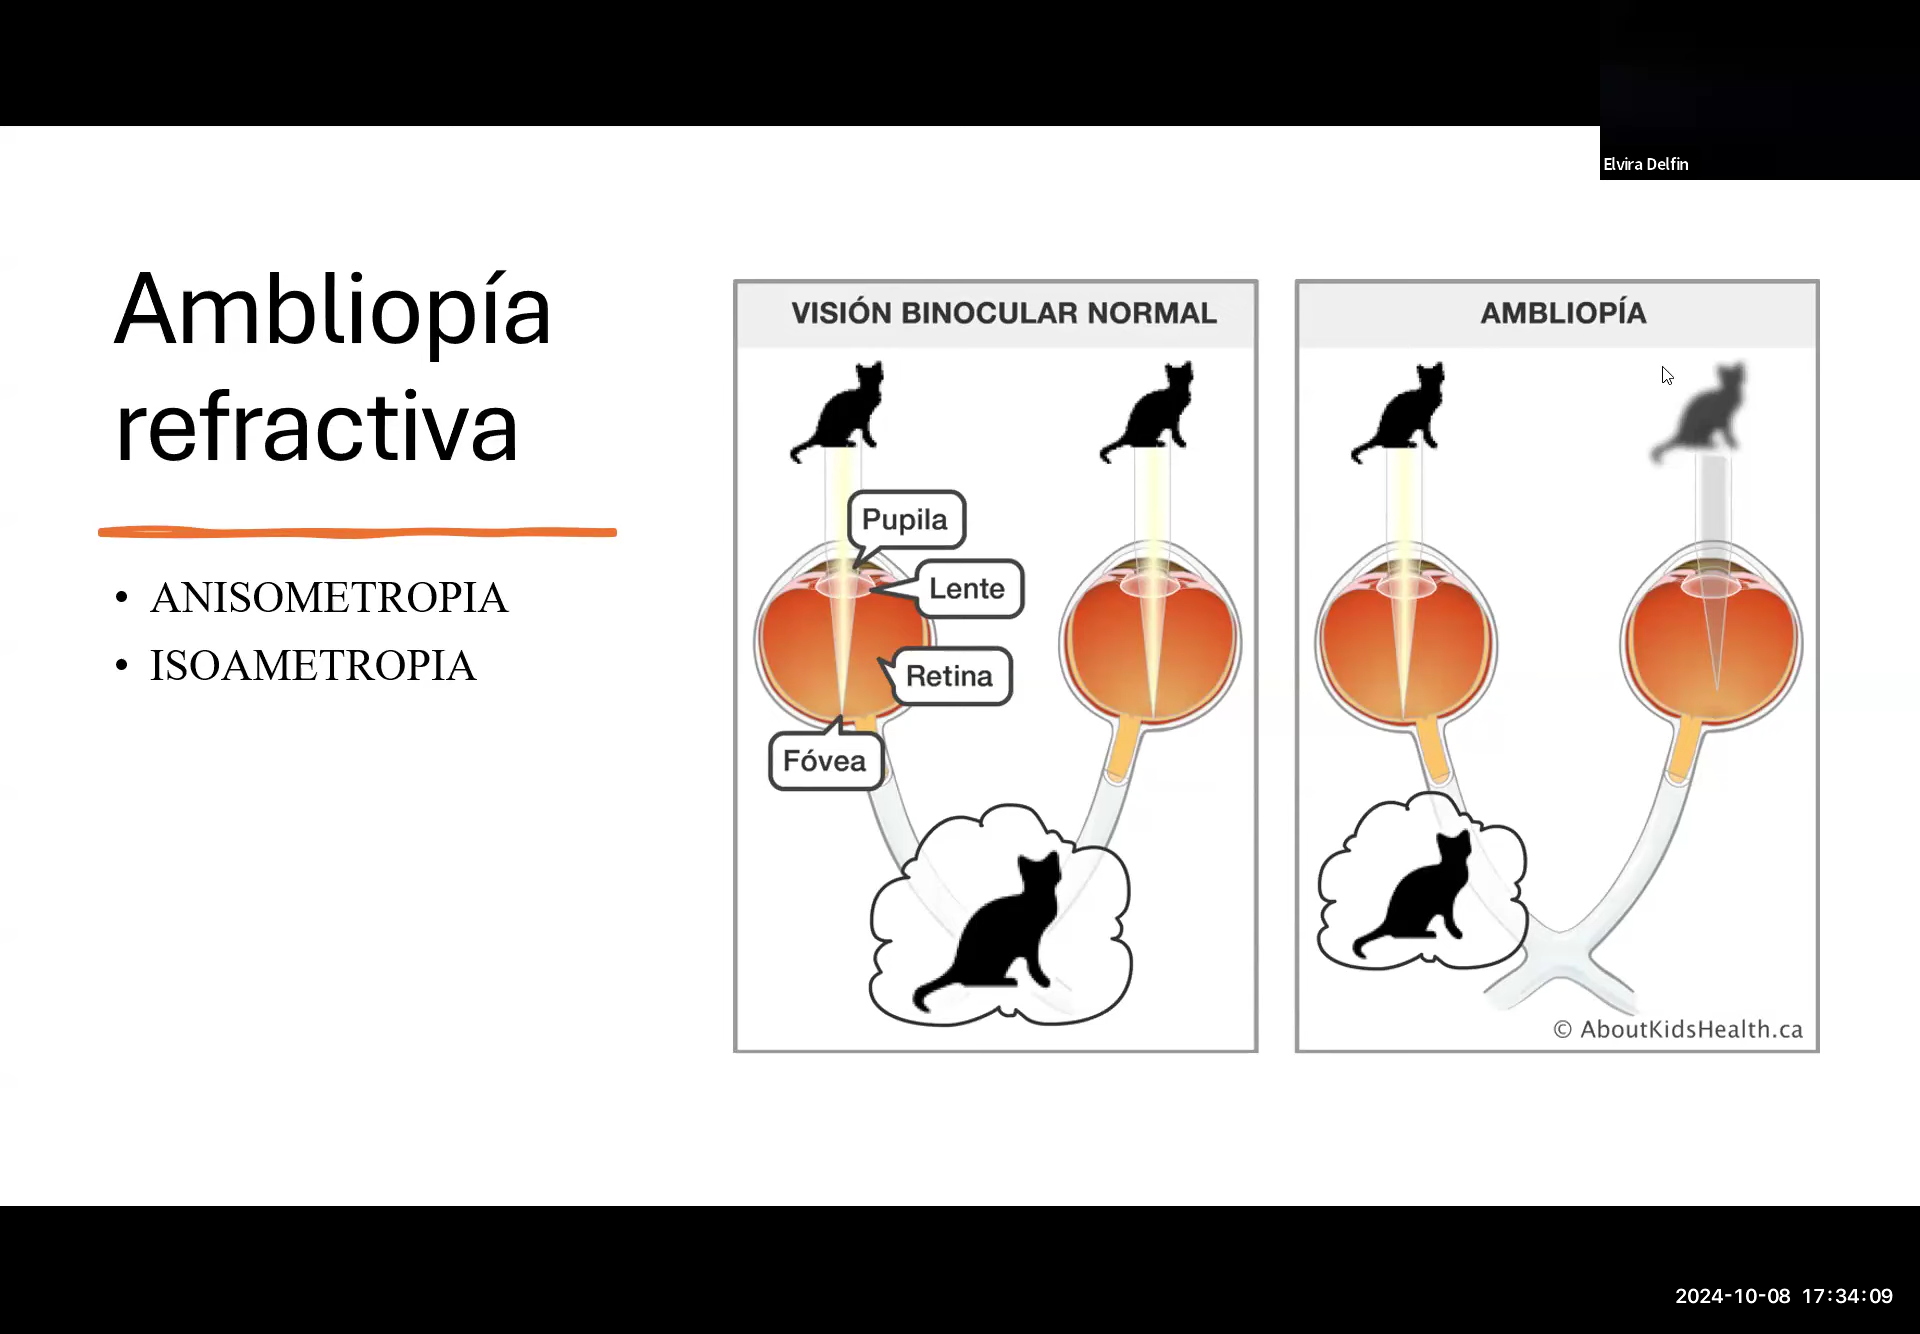 Elvira Delfin
Ambliopía
refractiva
• ANISOMETROPIA
• ISOAMETROPIA
VISIÓN BINOCULAR NORMAL
Pupila
Lente
Retina
Fóvea
AMBLIOPÍA
© AboutKidsHealth.ca
2024-10-08 17:34:09